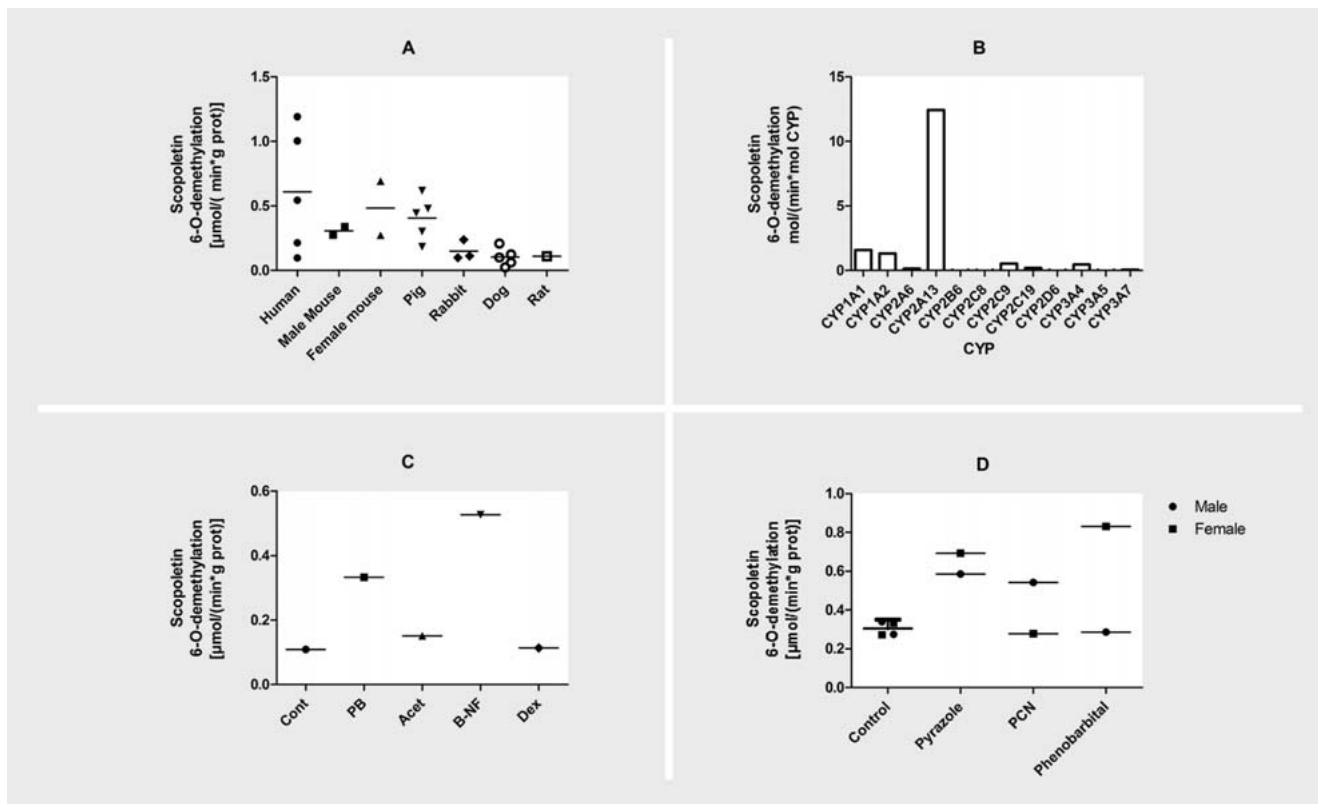 A
Scopoletin
6-O-demethylation
[µmol/( min*g prot)]
1.5
1.0
0.5
0.0
Human
Male Mouse
Female mouse
Pig
Rabbit
Dog
Rat
B
Scopoletin
6-O-demethylation
mol/(min*mol CYP)
15
10
5
0
CYP1A1
CYP1A2
CYP2A6
CYP2A13
CYP2B6
CYP2C8
CYP2C9
CYP2C19
CYP2D6
CYP3A4
CYP3A5
CYP3A7
CYP
C
Scopoletin
6-O-demethylation
[µmol/(min*g prot)]
0.6
0.4
0.2
0.0
Cont
PB
Acet
B-NF
Dex
D
Scopoletin
6-O-demethylation
[µmol/(min*g prot)]
1.0
0.8
0.6
0.4
0.2
0.0
Control
Pyrazole
PCN
Phenobarbital
Male
Female